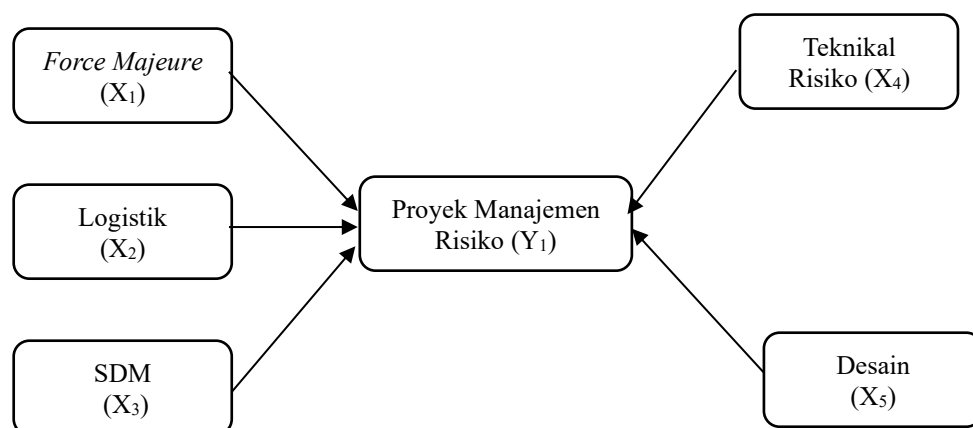 Force Majeure
(X₁)
Logistik
(X₂)
SDM
(X₃)
Proyek Manajemen
Risiko (Y₁)
Teknikal
Risiko (X₄)
Desain
(X₅)